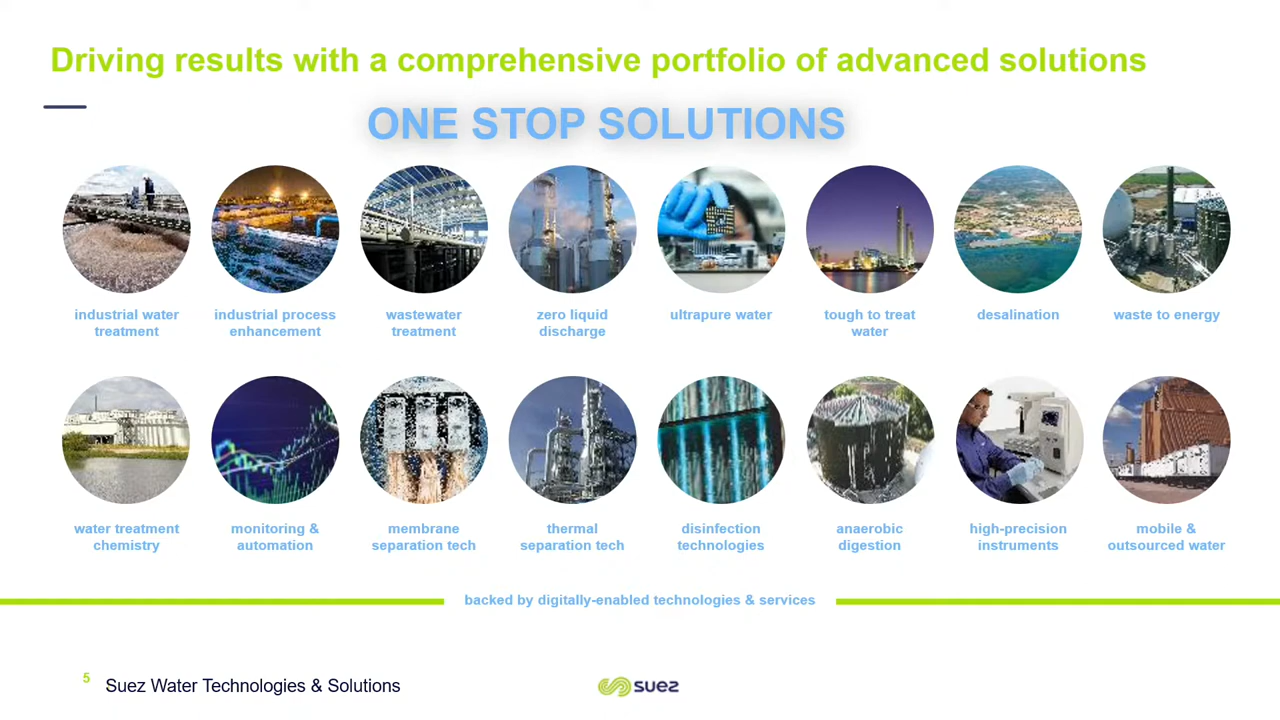 Driving results with a comprehensive portfolio of advanced solutions
ONE STOP SOLUTIONS
industrial water
treatment
industrial process
enhancement
wastewater
treatment
zero liquid
discharge
ultrapure water
tough to treat
water
desalination
waste to energy
water treatment
chemistry
monitoring &
automation
membrane
separation tech
thermal
separation tech
disinfection
technologies
anaerobic
digestion
high-precision
instruments
mobile &
outsourced water
backed by digitally-enabled technologies & services
5
Suez Water Technologies & Solutions
suez